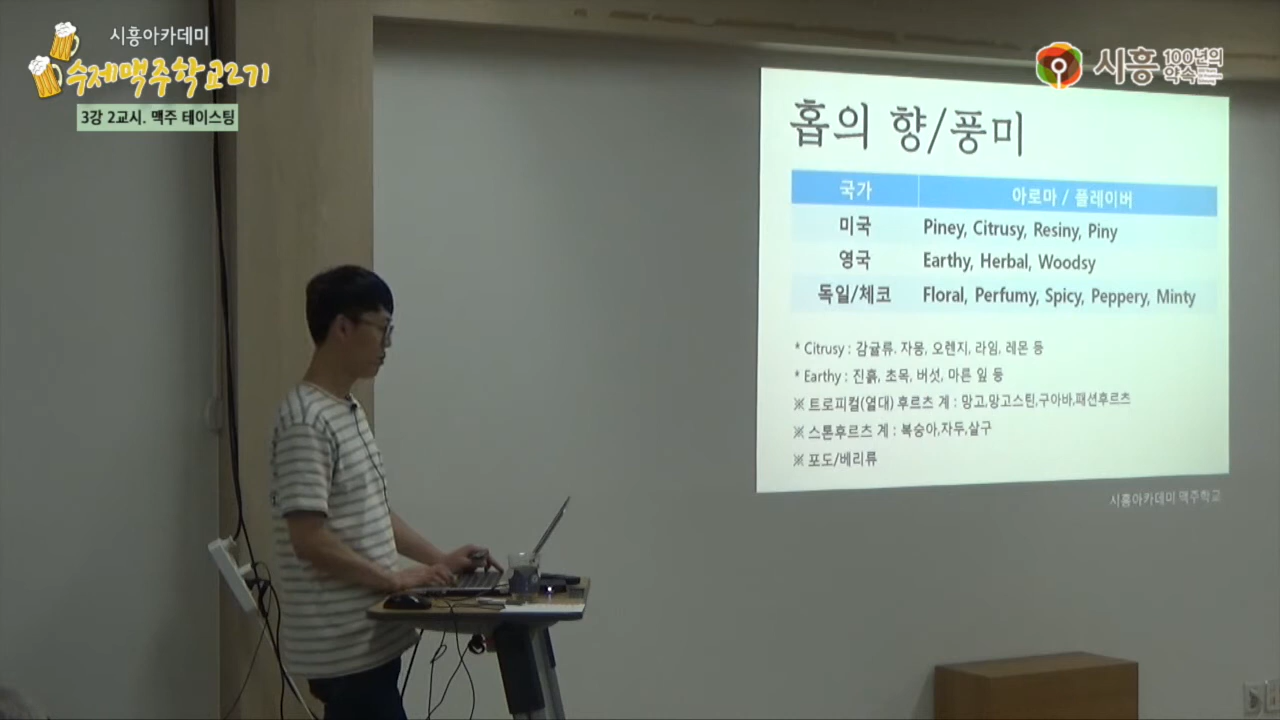 시흥아카데미
수제맥주학교2기
3강 2교시. 맥주 테이스팅
시흥 100년의 약속
홉의 향/풍미
국가 아로마 / 플레이버
미국 Piney, Citrusy, Resiny, Piny
영국 Earthy, Herbal, Woodsy
독일/체코 Floral, Perfumy, Spicy, Peppery, Minty
* Citrusy : 감귤류. 자몽, 오렌지, 라임, 레몬 등
* Earthy : 진흙, 초목, 버섯, 마른 잎 등
※ 트로피컬(열대) 후르츠 계 : 망고,망고스틴,구아바,패션후르츠
※ 스톤후르츠 계 : 복숭아,자두,살구
※ 포도/베리류
시흥아카데미 맥주학교